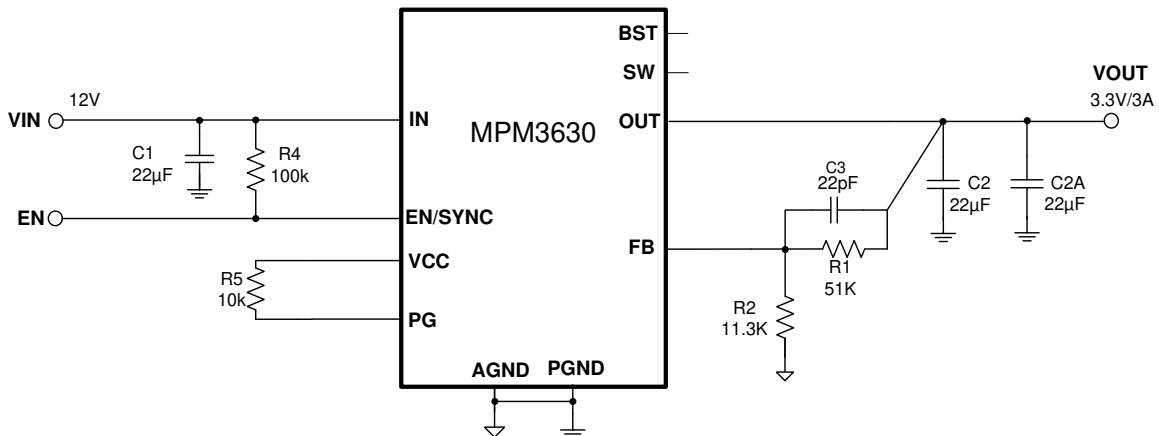 BST
SW
VOUT
3.3V/3A
12V
VIN
IN
MPM3630
OUT
C1
22µF
R4
100k
C3
22pF
C2
22µF
C2A
22µF
EN
EN/SYNC
FB
R1
51K
VCC
R5
10k
PG
R2
11.3K
AGND
PGND